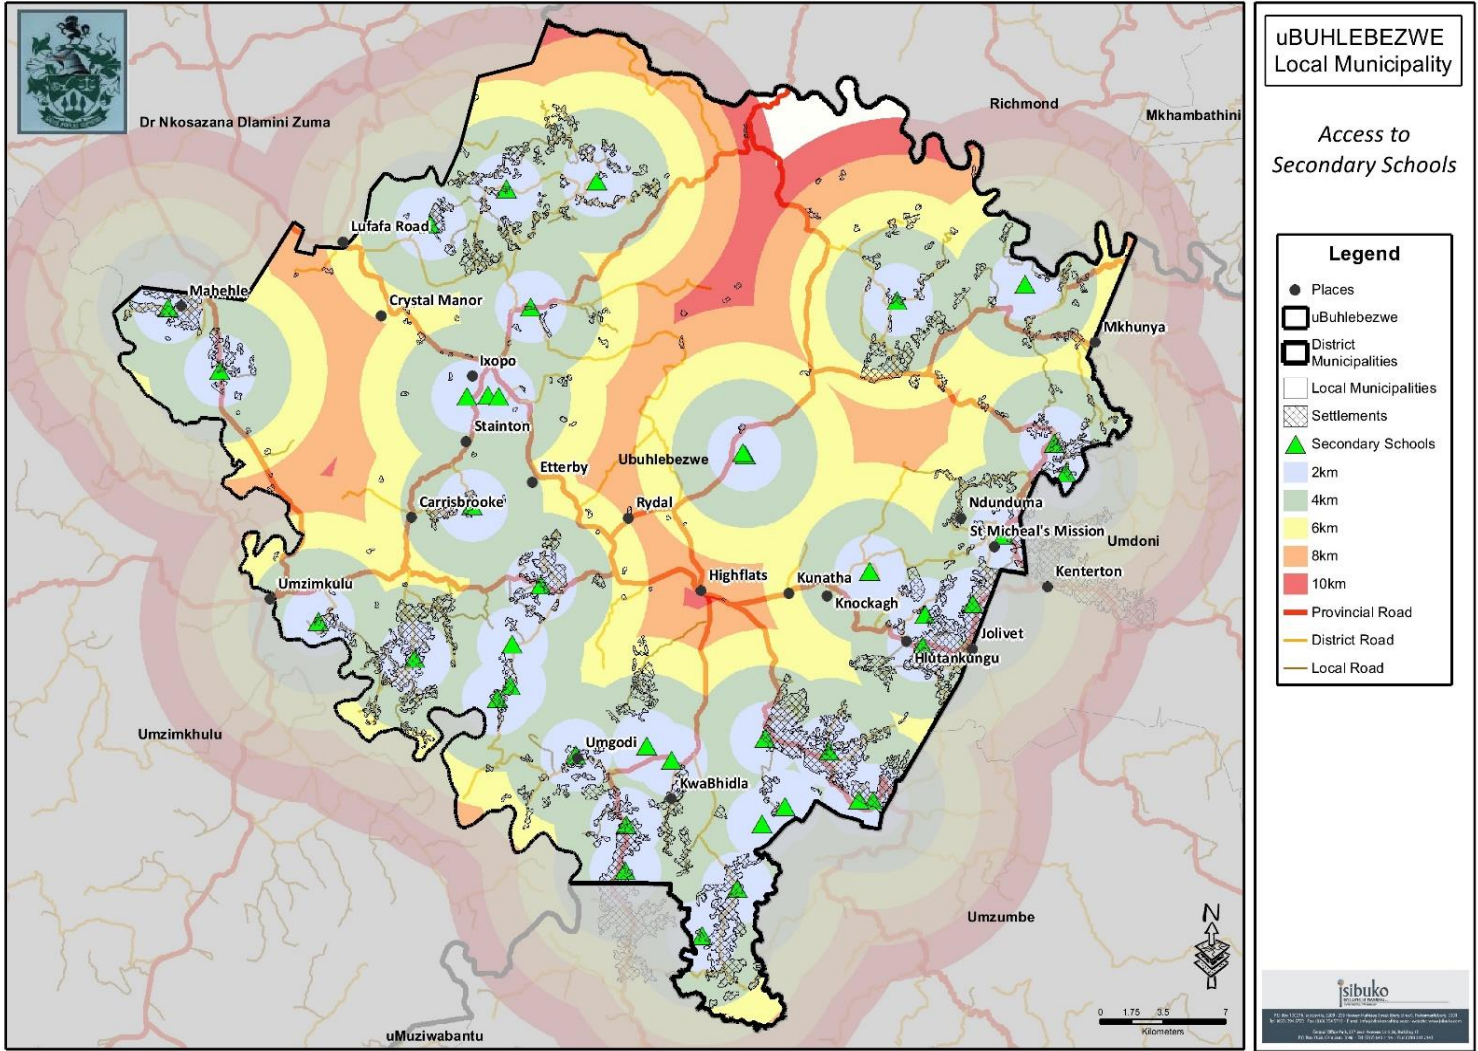 uBUHLEBEZWE
Local Municipality
Access to
Secondary Schools
Legend
Places
uBuhlebezwe
District
Municipalities
Local Municipalities
Settlements
Secondary Schools
2km
4km
6km
8km
10km
Provincial Road
District Road
Local Road
Richmond
Mkhambathini
Dr Nkosazana Dlamini Zuma
Lufafa Road
Mahehle
Crystal Manor
Mkhunya
Ixopo
Stainton
Etterby
Ubuhlebezwe
Carrisbrooke
Rydal
Ndunduma
St Micheal's Mission
Umdoni
Kenterton
Umzimkulu
Highflats
Kunatha
Knockagh
Jolivet
Hlutankungu
Umzimkhulu
Umgodi
KwaBhidla
Umzumbe
uMuziwabantu
N
0 1.75 3.5 7
Kilometers
isibuko